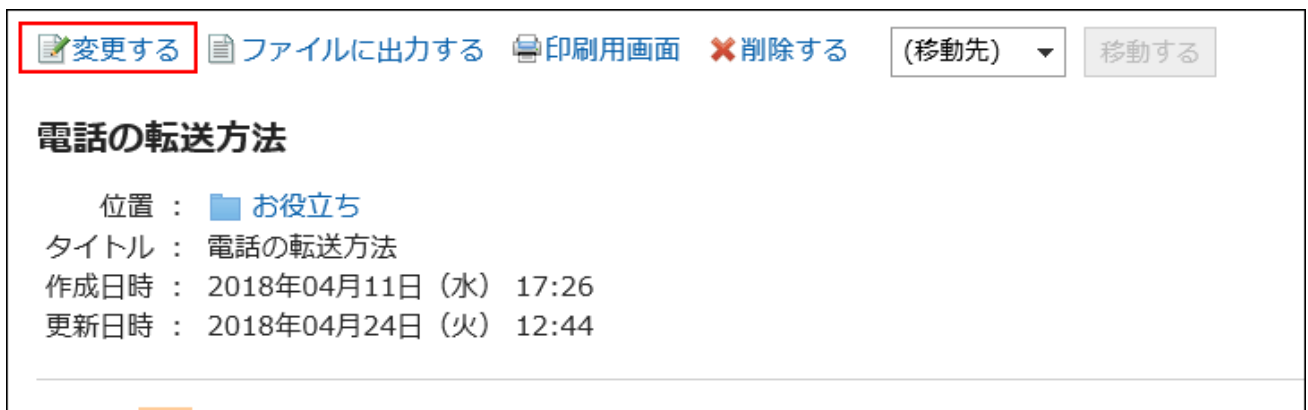 変更する ファイルに出力する 印刷用画面 削除する (移動先) 移動する
電話の転送方法
位置 : お役立ち
タイトル : 電話の転送方法
作成日時 : 2018年04月11日（水） 17:26
更新日時 : 2018年04月24日（火） 12:44